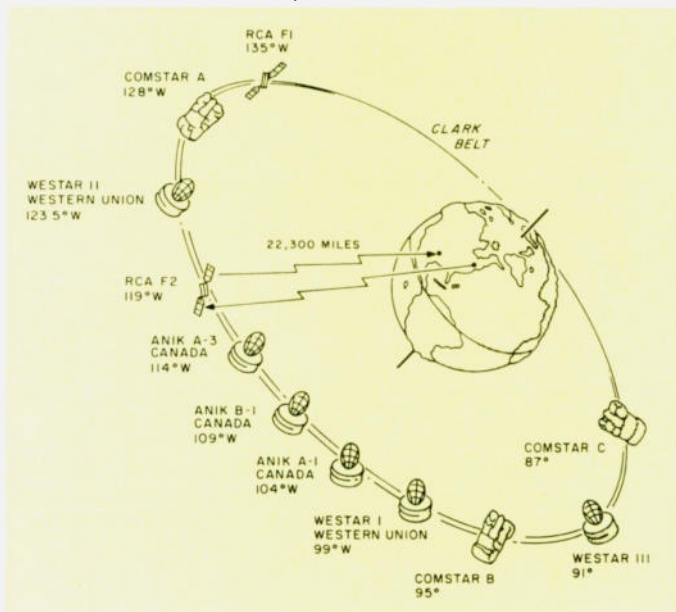 RCA F1
135°W
COMSTAR A
128°W
CLARK
BELT
WESTAR II
WESTERN UNION
123.5°W
22,300 MILES
RCA F2
119°W
ANIK A-3
CANADA
114°W
ANIK B-1
CANADA
109°W
ANIK A-1
CANADA
104°W
WESTAR I
WESTERN UNION
99°W
COMSTAR B
95°
WESTAR III
91°
COMSTAR C
87°